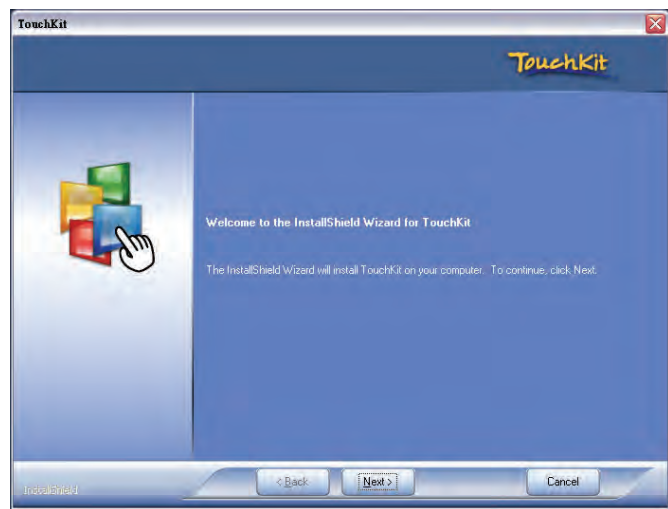 TouchKit
TouchKit
Welcome to the InstallShield Wizard for TouchKit
The InstallShield Wizard will install TouchKit on your computer. To continue, click Next.
InstallShield
< Back
Next >
Cancel